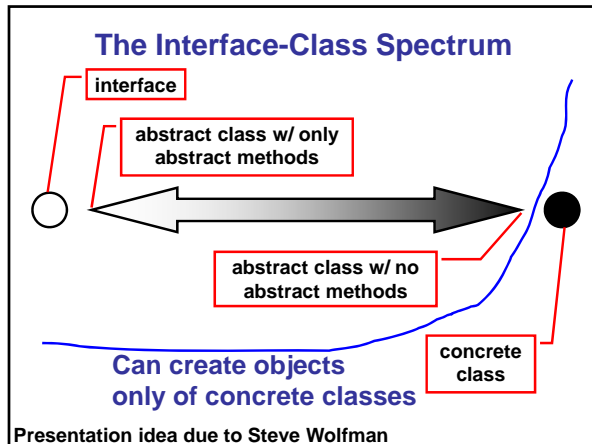 The Interface-Class Spectrum
interface
abstract class w/ only
abstract methods
abstract class w/ no
abstract methods
concrete
class
Can create objects
only of concrete classes
Presentation idea due to Steve Wolfman